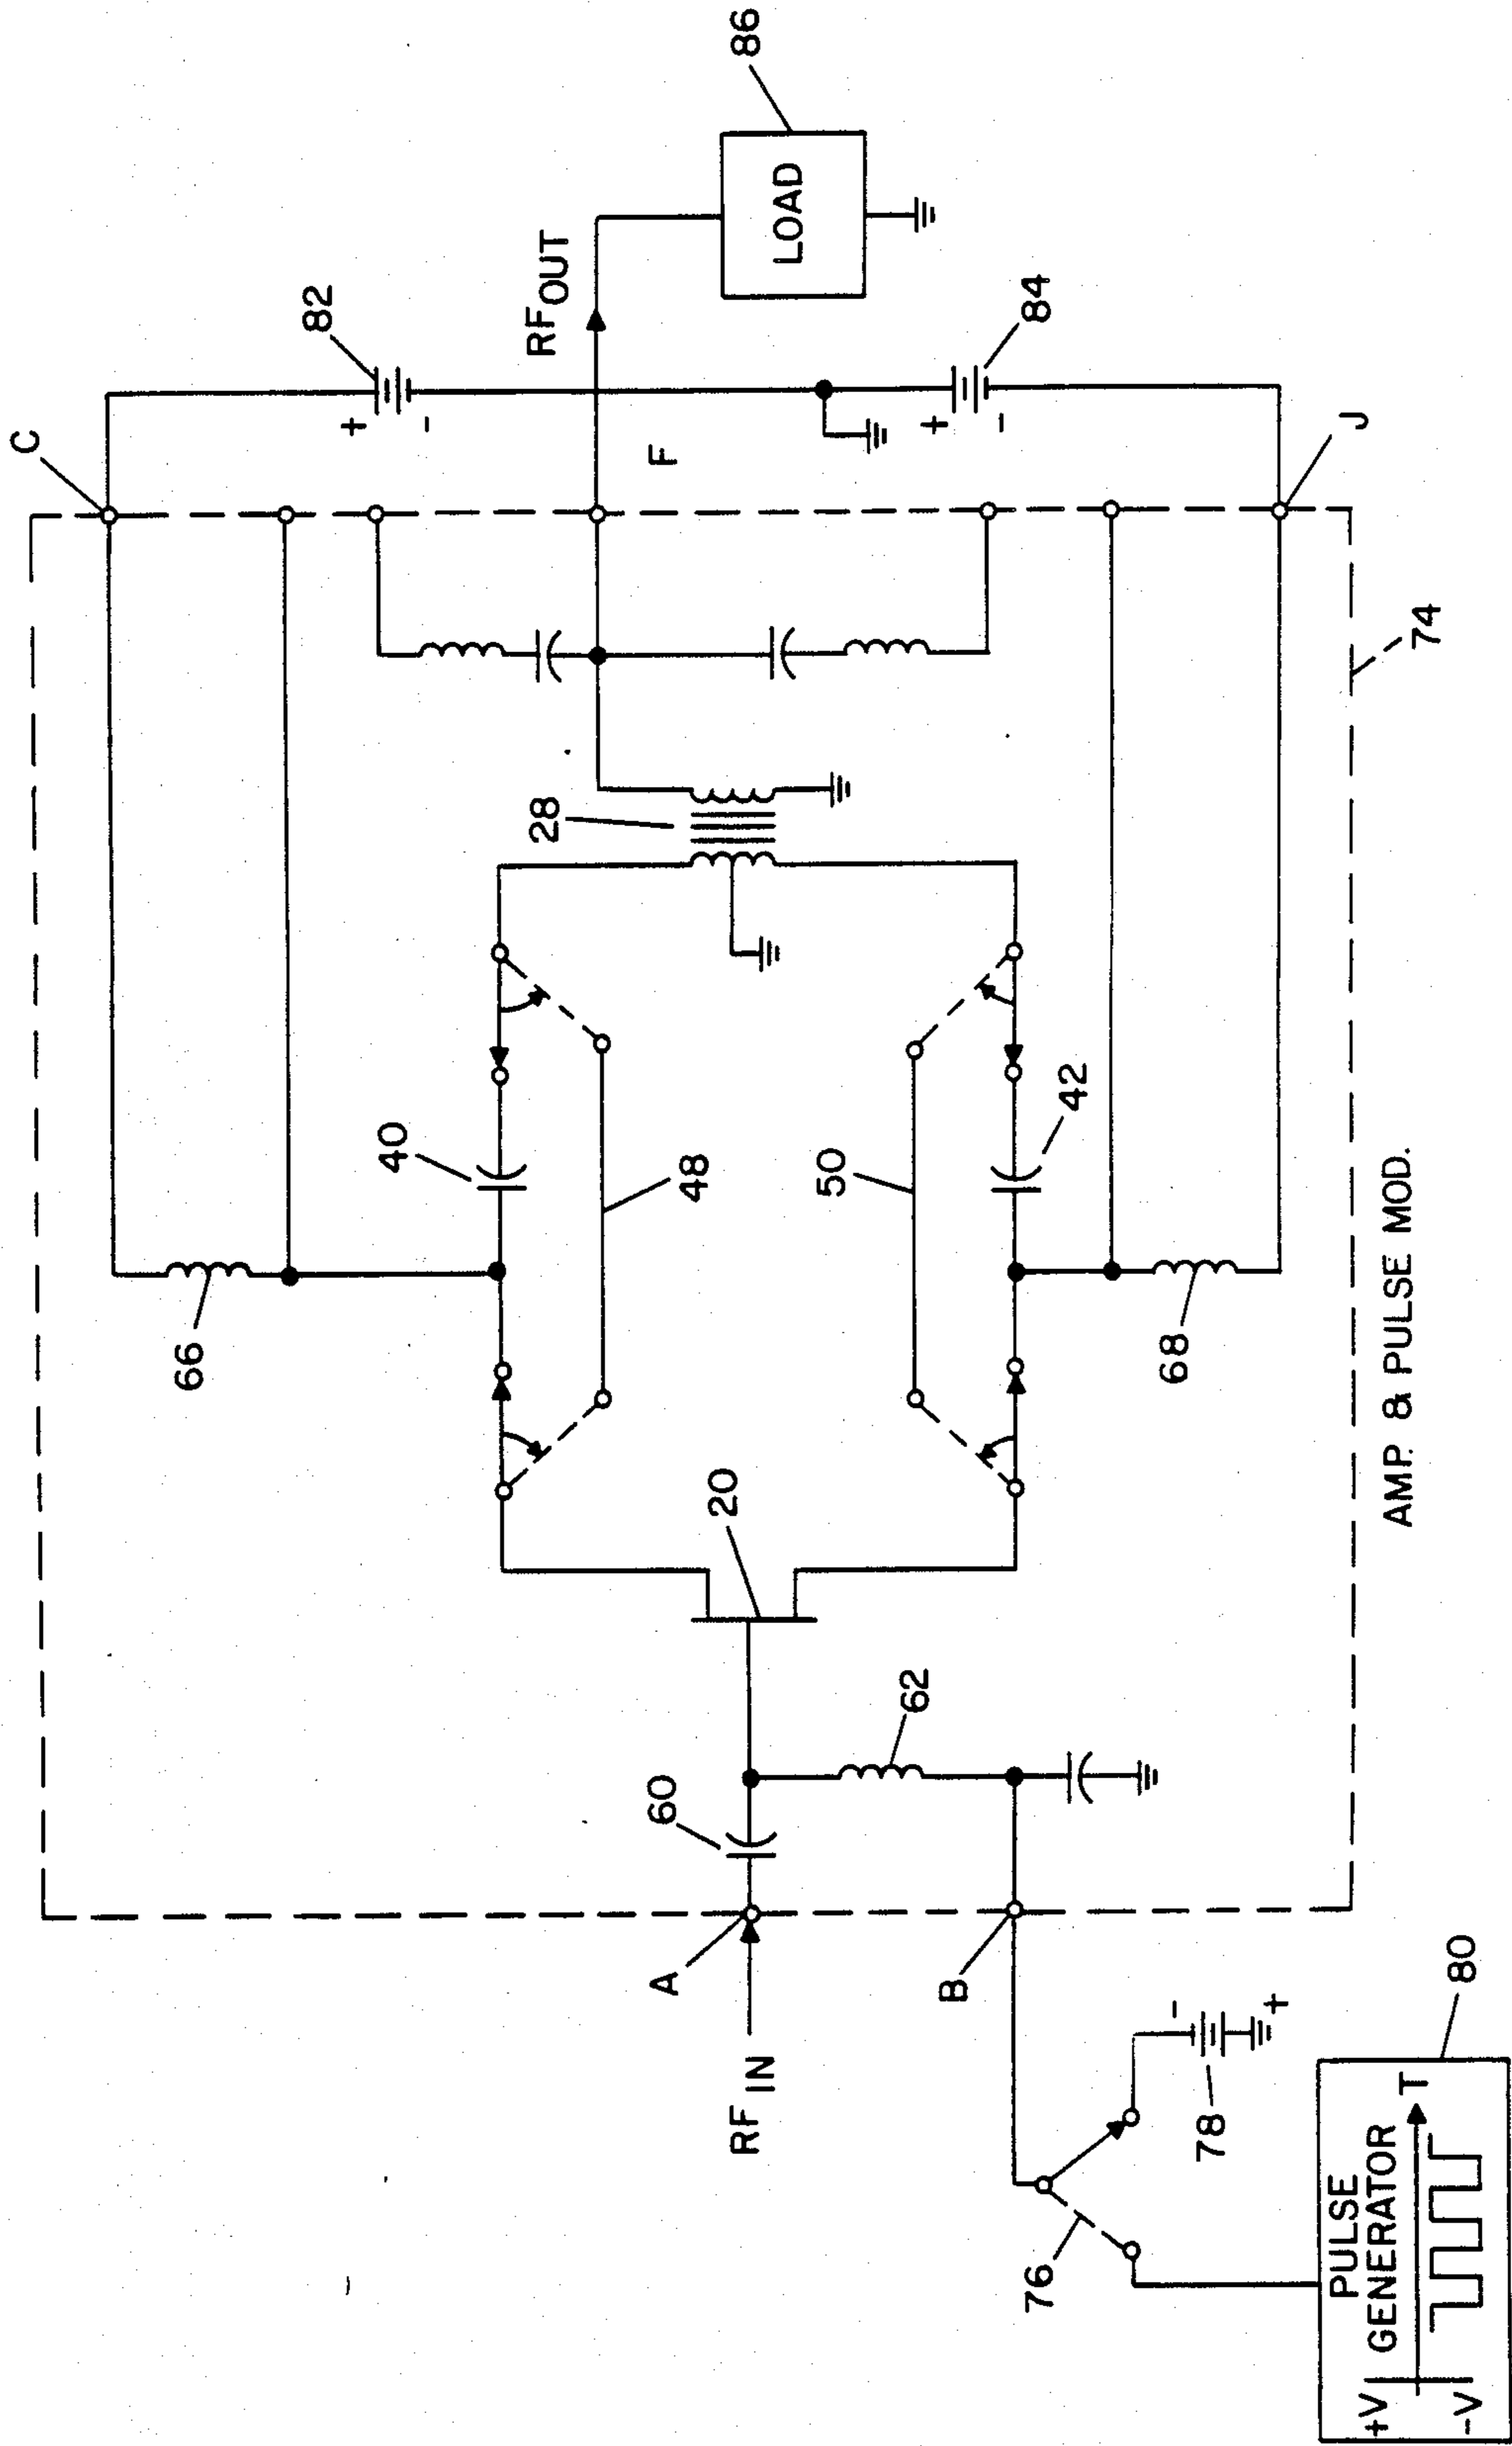 C
82
+
-
RF OUT
86
LOAD
F
+
-
84
J
74
28
40
48
50
42
66
68
20
60
62
A
RF IN
B
76
78
-
+
80
PULSE
GENERATOR
+V
-V
T
AMP. & PULSE MOD.